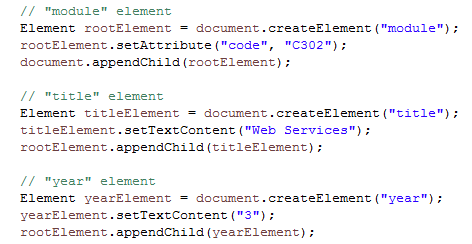 // "module" element
Element rootElement = document.createElement("module");
rootElement.setAttribute("code", "C302");
document.appendChild(rootElement);
// "title" element
Element titleElement = document.createElement("title");
titleElement.setTextContent("Web Services");
rootElement.appendChild(titleElement);
// "year" element
Element yearElement = document.createElement("year");
yearElement.setTextContent("3");
rootElement.appendChild(yearElement);